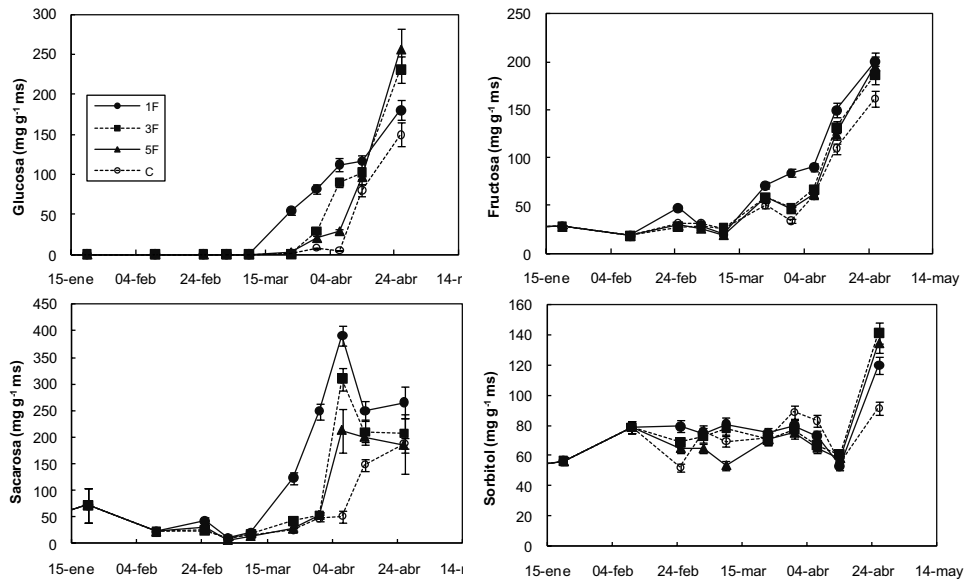 Glucosa (mg g-1 ms)
300
250
200
150
100
50
0
1F
3F
5F
C
15-ene 04-feb 24-feb 15-mar 04-abr 24-abr 14-r
Fructosa (mg g-1 ms)
250
200
150
100
50
0
15-ene 04-feb 24-feb 15-mar 04-abr 24-abr 14-may
Sacarosa (mg g-1 ms)
450
400
350
300
250
200
150
100
50
0
15-ene 04-feb 24-feb 15-mar 04-abr 24-abr 14-r
Sorbitol (mg g-1 ms)
160
140
120
100
80
60
40
20
0
15-ene 04-feb 24-feb 15-mar 04-abr 24-abr 14-may